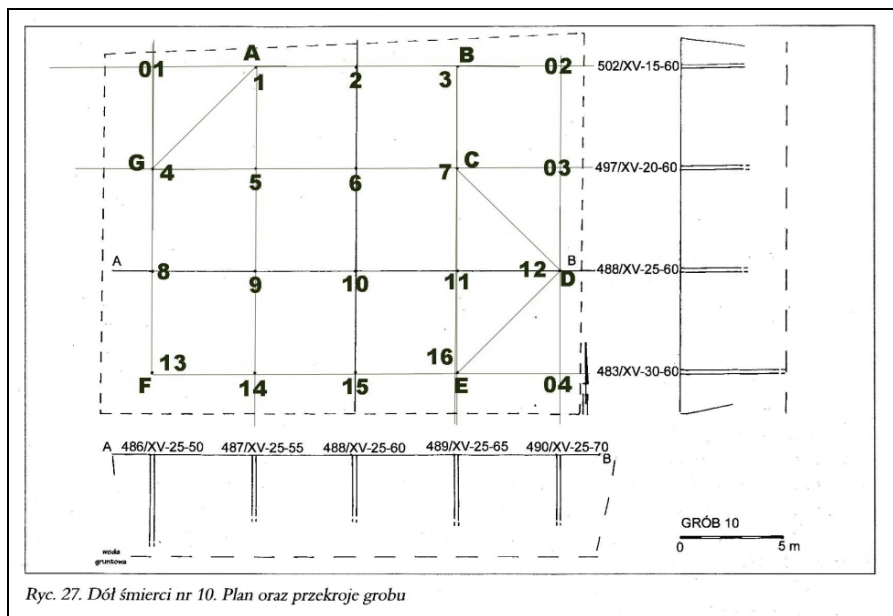 A B
01 1 2 3 02 502/XV-15-60
G C
4 5 6 7 03 497/XV-20-60
A B
8 9 10 11 12 D 488/XV-25-60
13 16
F 14 15 E 04 483/XV-30-60
A 486/XV-25-50 487/XV-25-55 488/XV-25-60 489/XV-25-65 490/XV-25-70 B
woda
gruntowa
GRÓB 10
0 5 m
Ryc. 27. Dół śmierci nr 10. Plan oraz przekroje grobu